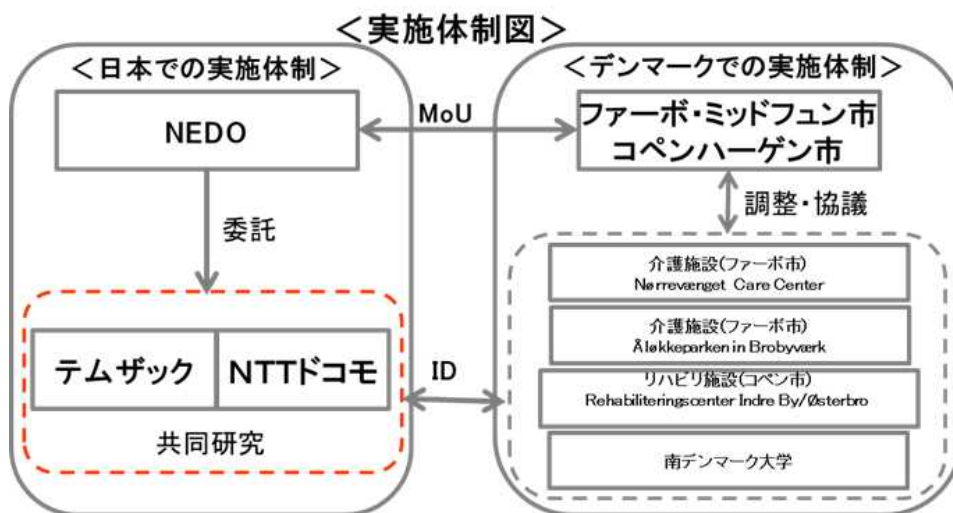 ＜実施体制図＞
＜日本での実施体制＞
NEDO
委託
テムザック
NTTドコモ
共同研究
MoU
ID
＜デンマークでの実施体制＞
ファーボ・ミッドフュン市
コペンハーゲン市
調整・協議
介護施設(ファーボ市)
Nørrevænget Care Center
介護施設(ファーボ市)
Åløkkeparken in Brobyværk
リハビリ施設(コペン市)
Rehabiliteringscenter Indre By/Østerbro
南デンマーク大学